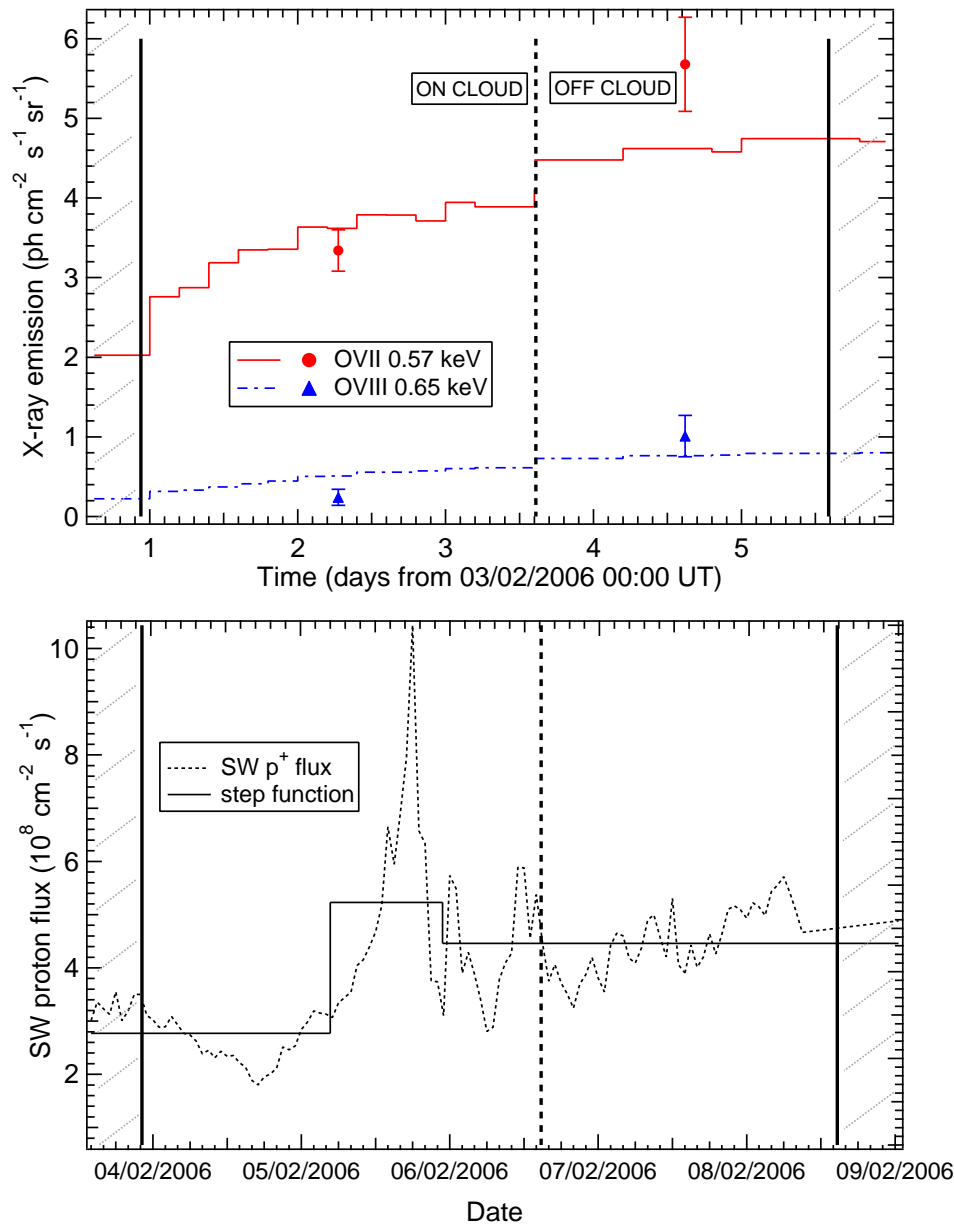 6
5
4
3
2
1
0
X-ray emission (ph cm⁻² s⁻¹ sr⁻¹)
ON CLOUD
OFF CLOUD
OVII 0.57 keV
OVIII 0.65 keV
1 2 3 4 5
Time (days from 03/02/2006 00:00 UT)
10
8
6
4
2
SW proton flux (10⁸ cm⁻² s⁻¹)
SW p⁺ flux
step function
04/02/2006 05/02/2006 06/02/2006 07/02/2006 08/02/2006 09/02/2006
Date